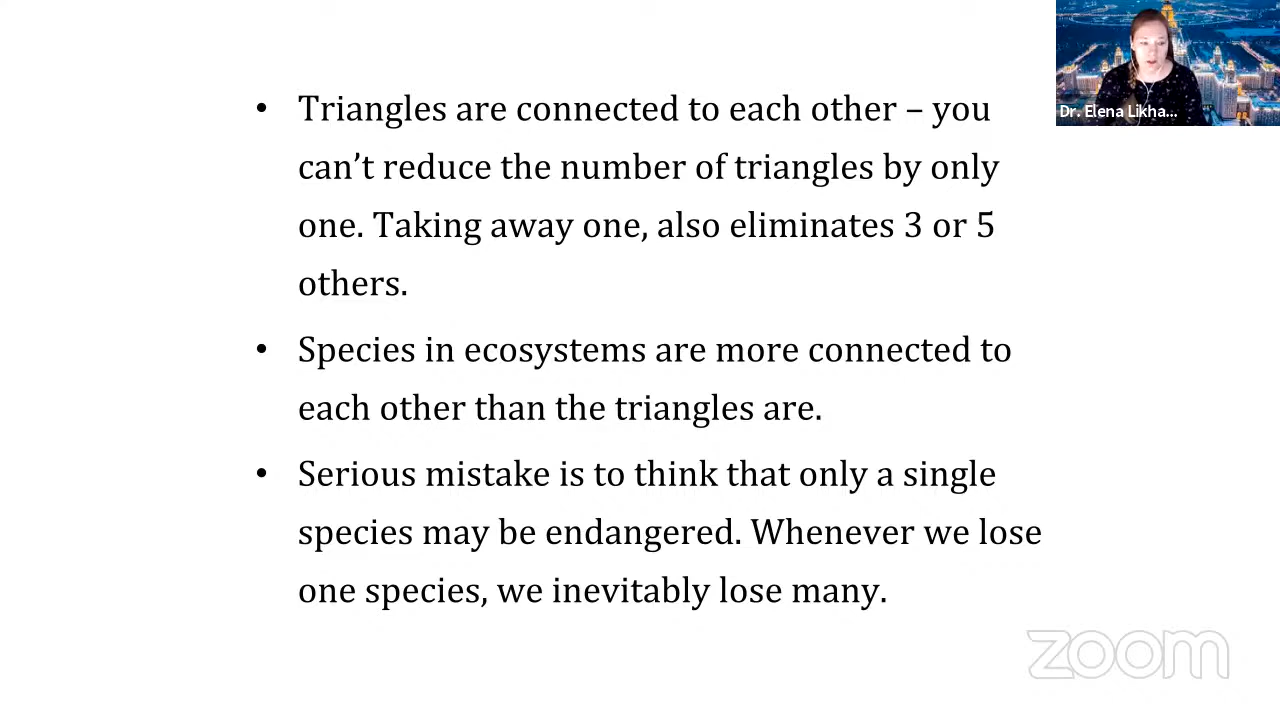 • Triangles are connected to each other – you
can’t reduce the number of triangles by only
one. Taking away one, also eliminates 3 or 5
others.
• Species in ecosystems are more connected to
each other than the triangles are.
• Serious mistake is to think that only a single
species may be endangered. Whenever we lose
one species, we inevitably lose many.
Dr. Elena Likha...
zoom